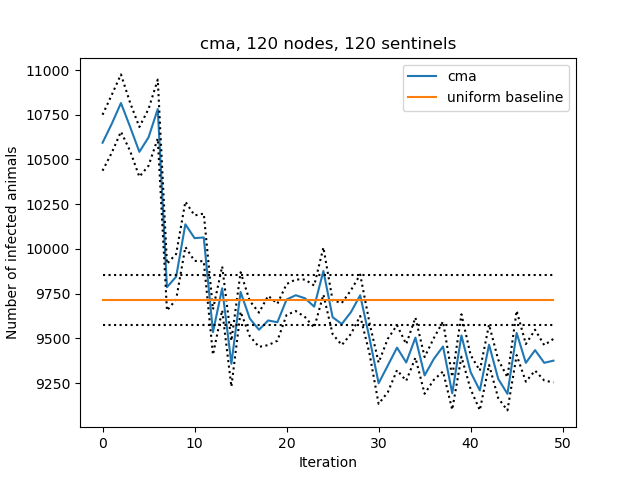 cma, 120 nodes, 120 sentinels
cma
uniform baseline
Number of infected animals
11000
10750
10500
10250
10000
9750
9500
9250
0 10 20 30 40 50
Iteration